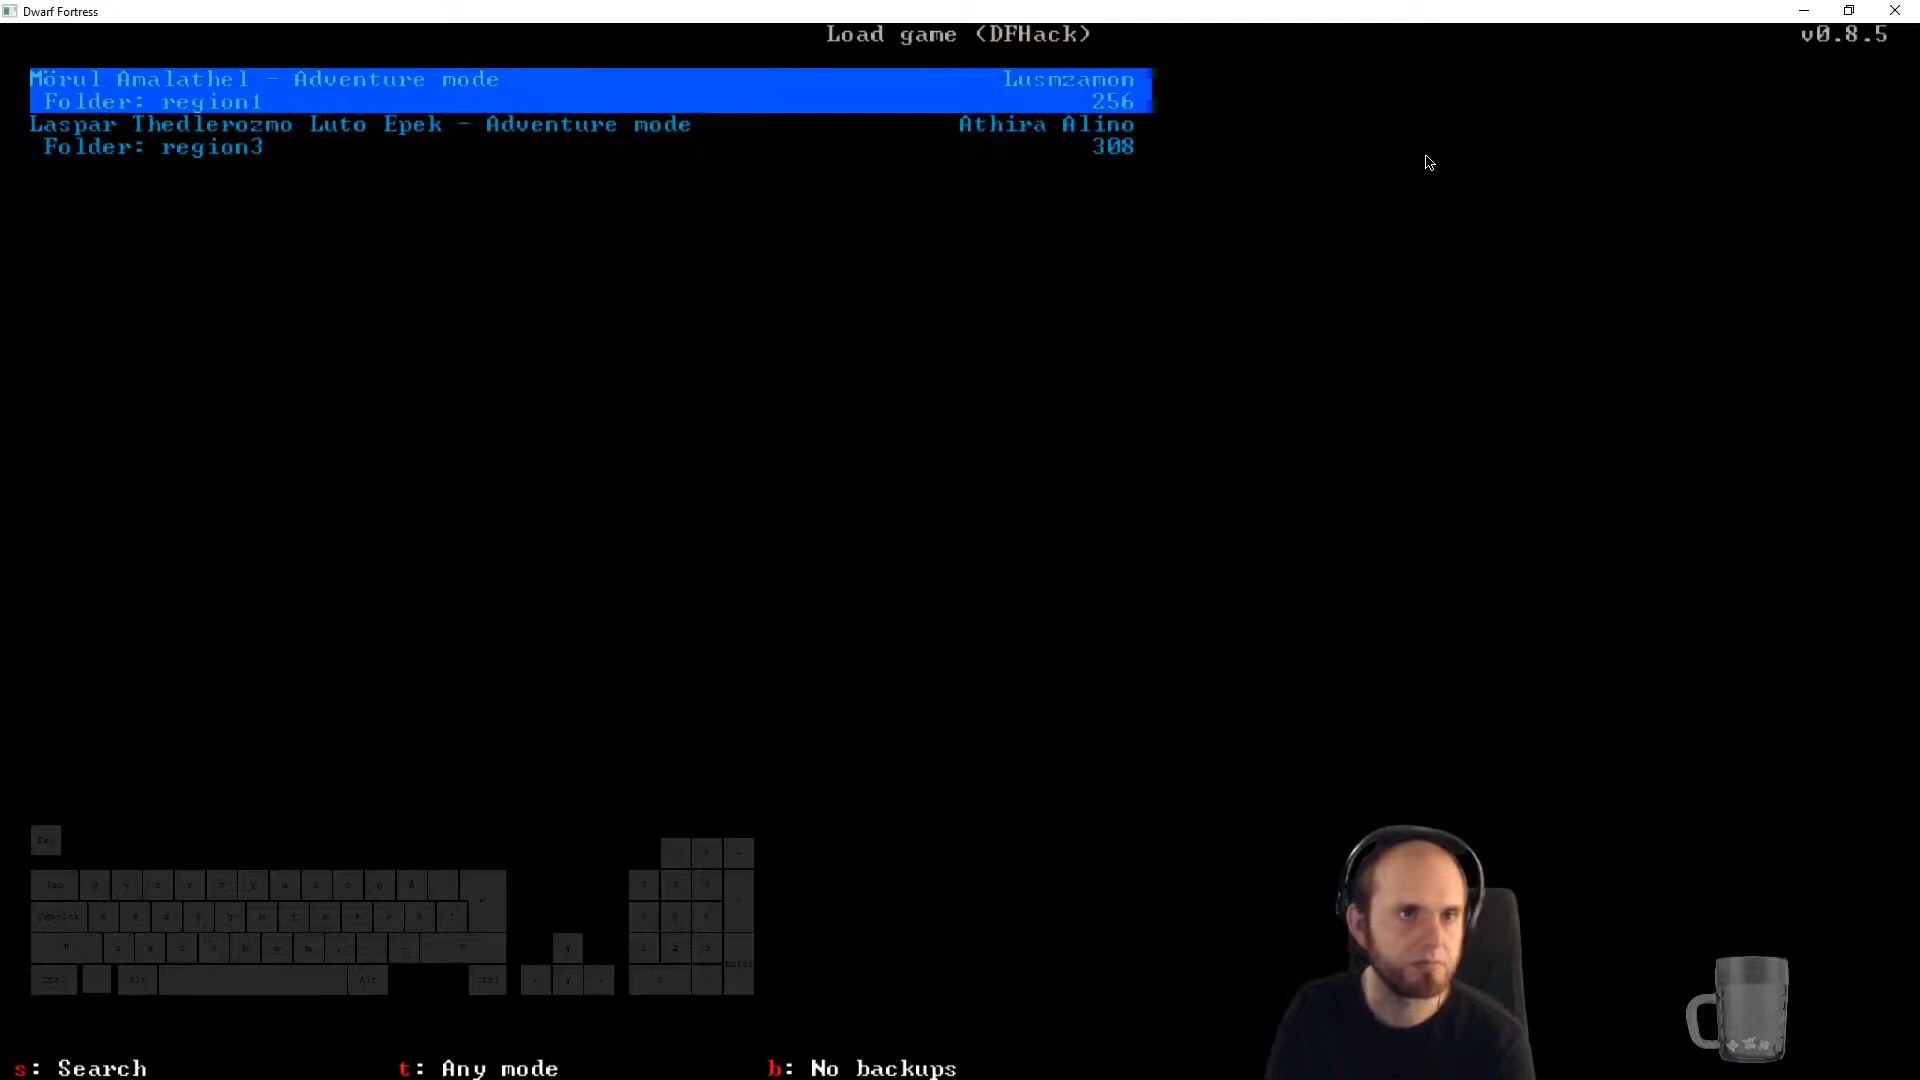 Dwarf Fortress
Load game (DFHack)
v0.8.5
Mörul Amalathel - Adventure mode
Lusmzamon
Folder: region1
256
Laspar Thedlerozmo Luto Epek - Adventure mode
Athira Alino
Folder: region3
308
Enter
s: Search
t: Any mode
b: No backups